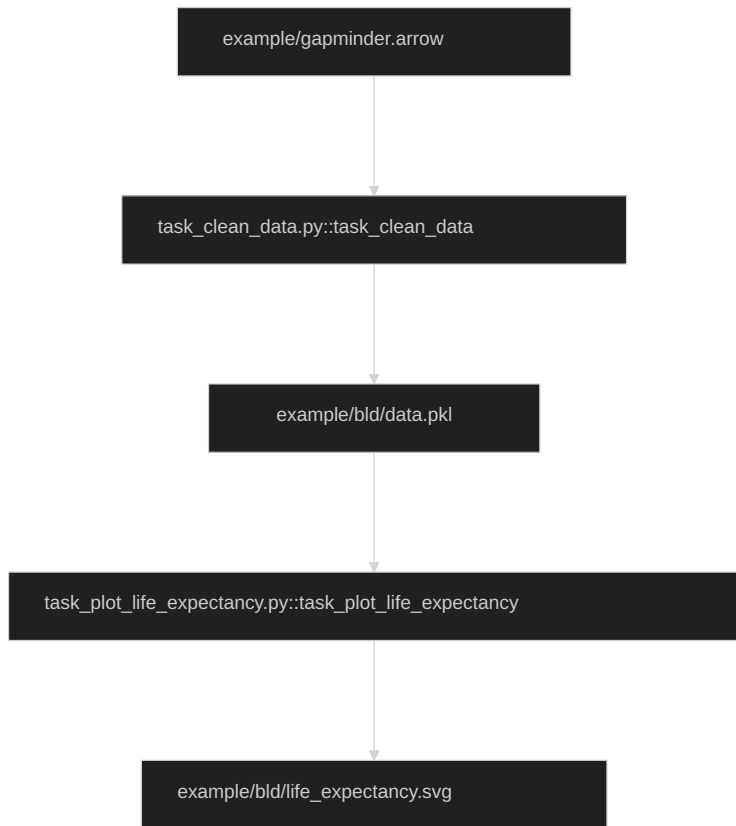 example/gapminder.arrow
task_clean_data.py::task_clean_data
example/bld/data.pkl
task_plot_life_expectancy.py::task_plot_life_expectancy
example/bld/life_expectancy.svg